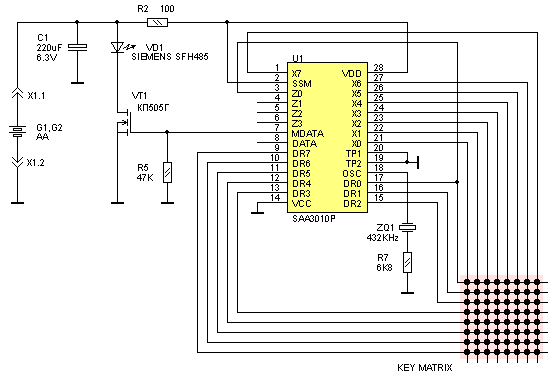 R2 100
C1
220uF
6.3V
VD1
SIEMENS SFH485
X1.1
G1,G2
AA
X1.2
VT1
КП505Г
R5
47K
U1
1 X7 VDD 28
2 SSM X6 27
3 Z0 X5 26
4 Z1 X4 25
5 Z2 X3 24
6 Z3 X2 23
7 MDATA X1 22
8 DATA X0 21
9 DR7 TP1 20
10 DR6 TP2 19
11 DR5 OSC 18
12 DR4 DR0 17
13 DR3 DR1 16
14 VCC DR2 15
SAA3010P
ZQ1
432KHz
R7
6K8
KEY MATRIX